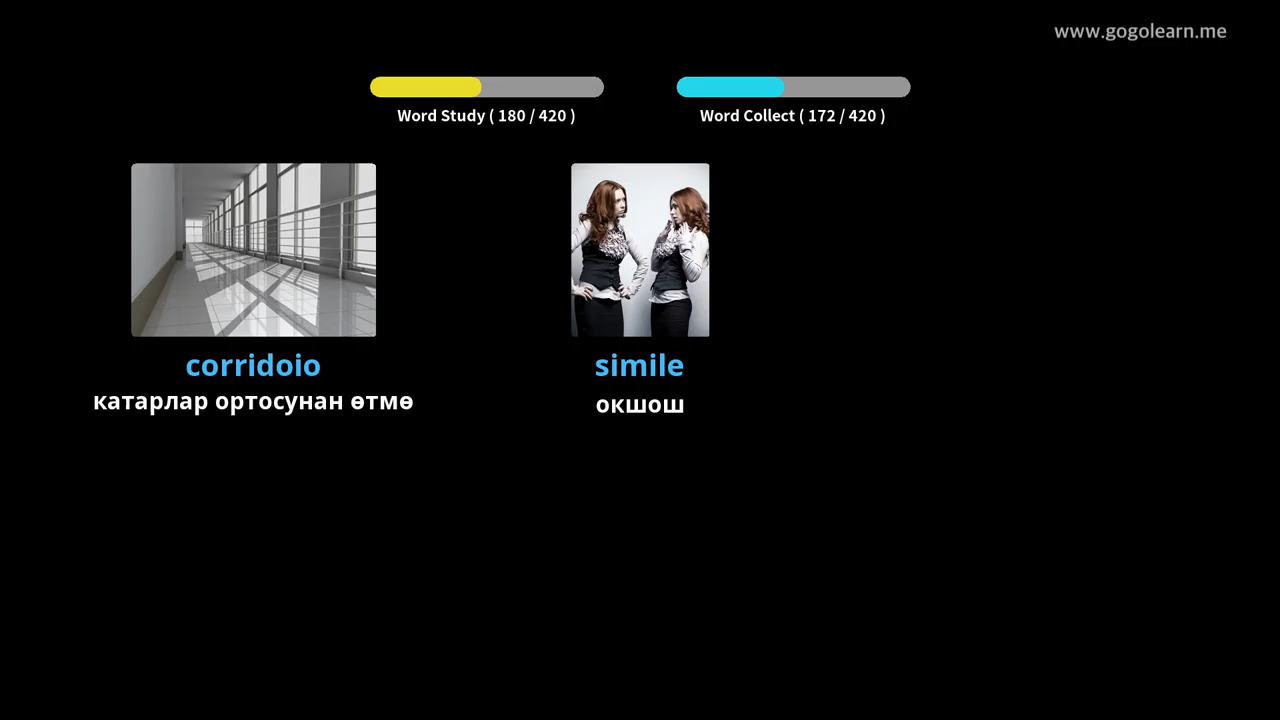 www.gogolearn.me
Word Study ( 180 / 420 )
Word Collect ( 172 / 420 )
corridoio
катарлар ортосунан өтмө
simile
окшош